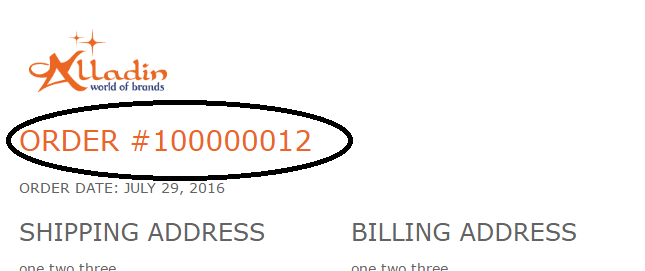 Alladin
world of brands
ORDER #100000012
ORDER DATE: JULY 29, 2016
SHIPPING ADDRESS
BILLING ADDRESS
one two three
one two three